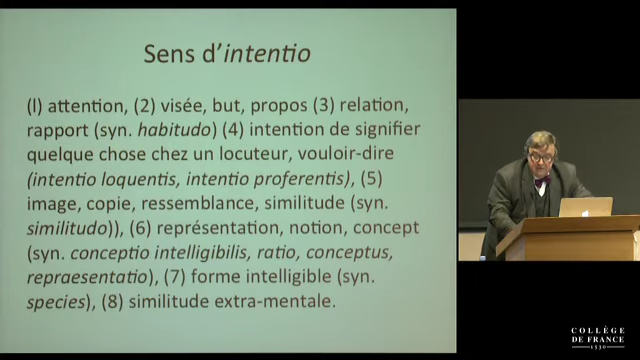 Sens d'intentio
(I) attention, (2) visée, but, propos (3) relation,
rapport (syn. habitudo) (4) intention de signifier
quelque chose chez un locuteur, vouloir-dire
(intentio loquentis, intentio proferentis), (5)
image, copie, ressemblance, similitude (syn.
similitudo)), (6) représentation, notion, concept
(syn. conceptio intelligibilis, ratio, conceptus,
repraesentatio), (7) forme intelligible (syn.
species), (8) similitude extra-mentale.
COLLÈGE
DE FRANCE
1530